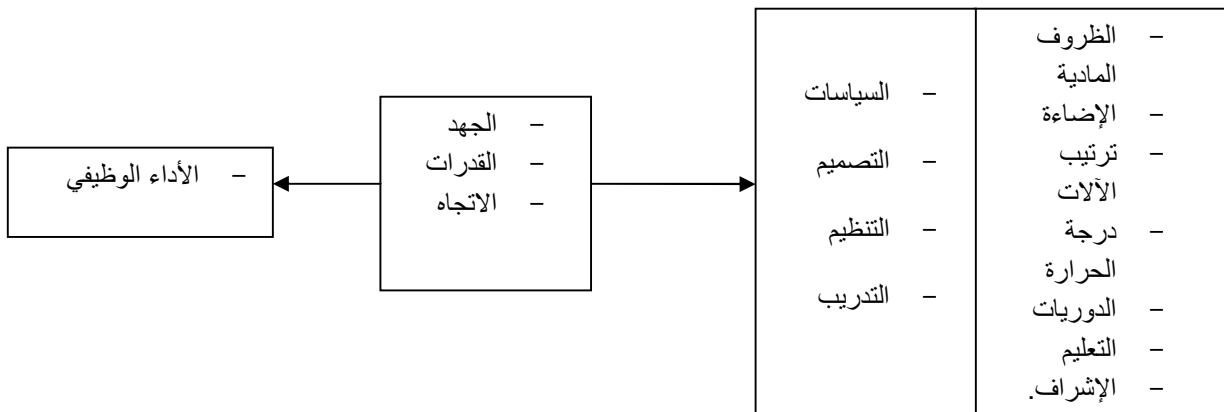 – الظروف
المادية
الإضاءة
– ترتيب
الآلات
– درجة
الحرارة
– الدوريات
– التعليم
– الإشراف.
– السياسات
– التصميم
– التنظيم
– التدريب
– الجهد
– القدرات
– الاتجاه
– الأداء الوظيفي